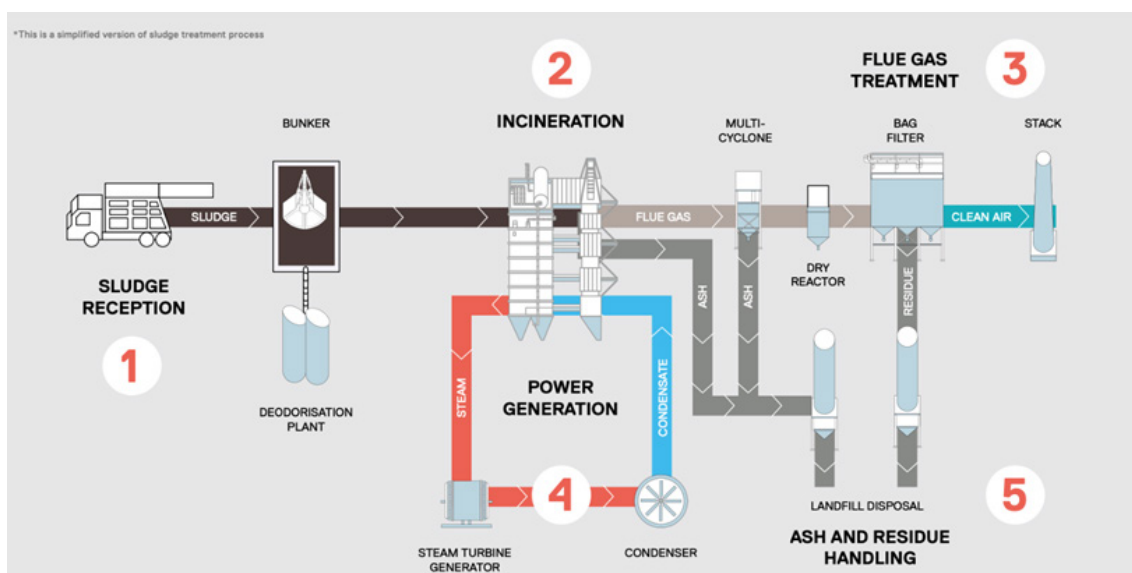 *This is a simplified version of sludge treatment process
2
INCINERATION
FLUE GAS
TREATMENT
3
BUNKER
MULTI-
CYCLONE
BAG
FILTER
STACK
SLUDGE
FLUE GAS
CLEAN AIR
SLUDGE
RECEPTION
1
DEODORISATION
PLANT
DRY
REACTOR
ASH
ASH
RESIDUE
STEAM
CONDENSATE
POWER
GENERATION
4
STEAM TURBINE
GENERATOR
CONDENSER
LANDFILL DISPOSAL
5
ASH AND RESIDUE
HANDLING